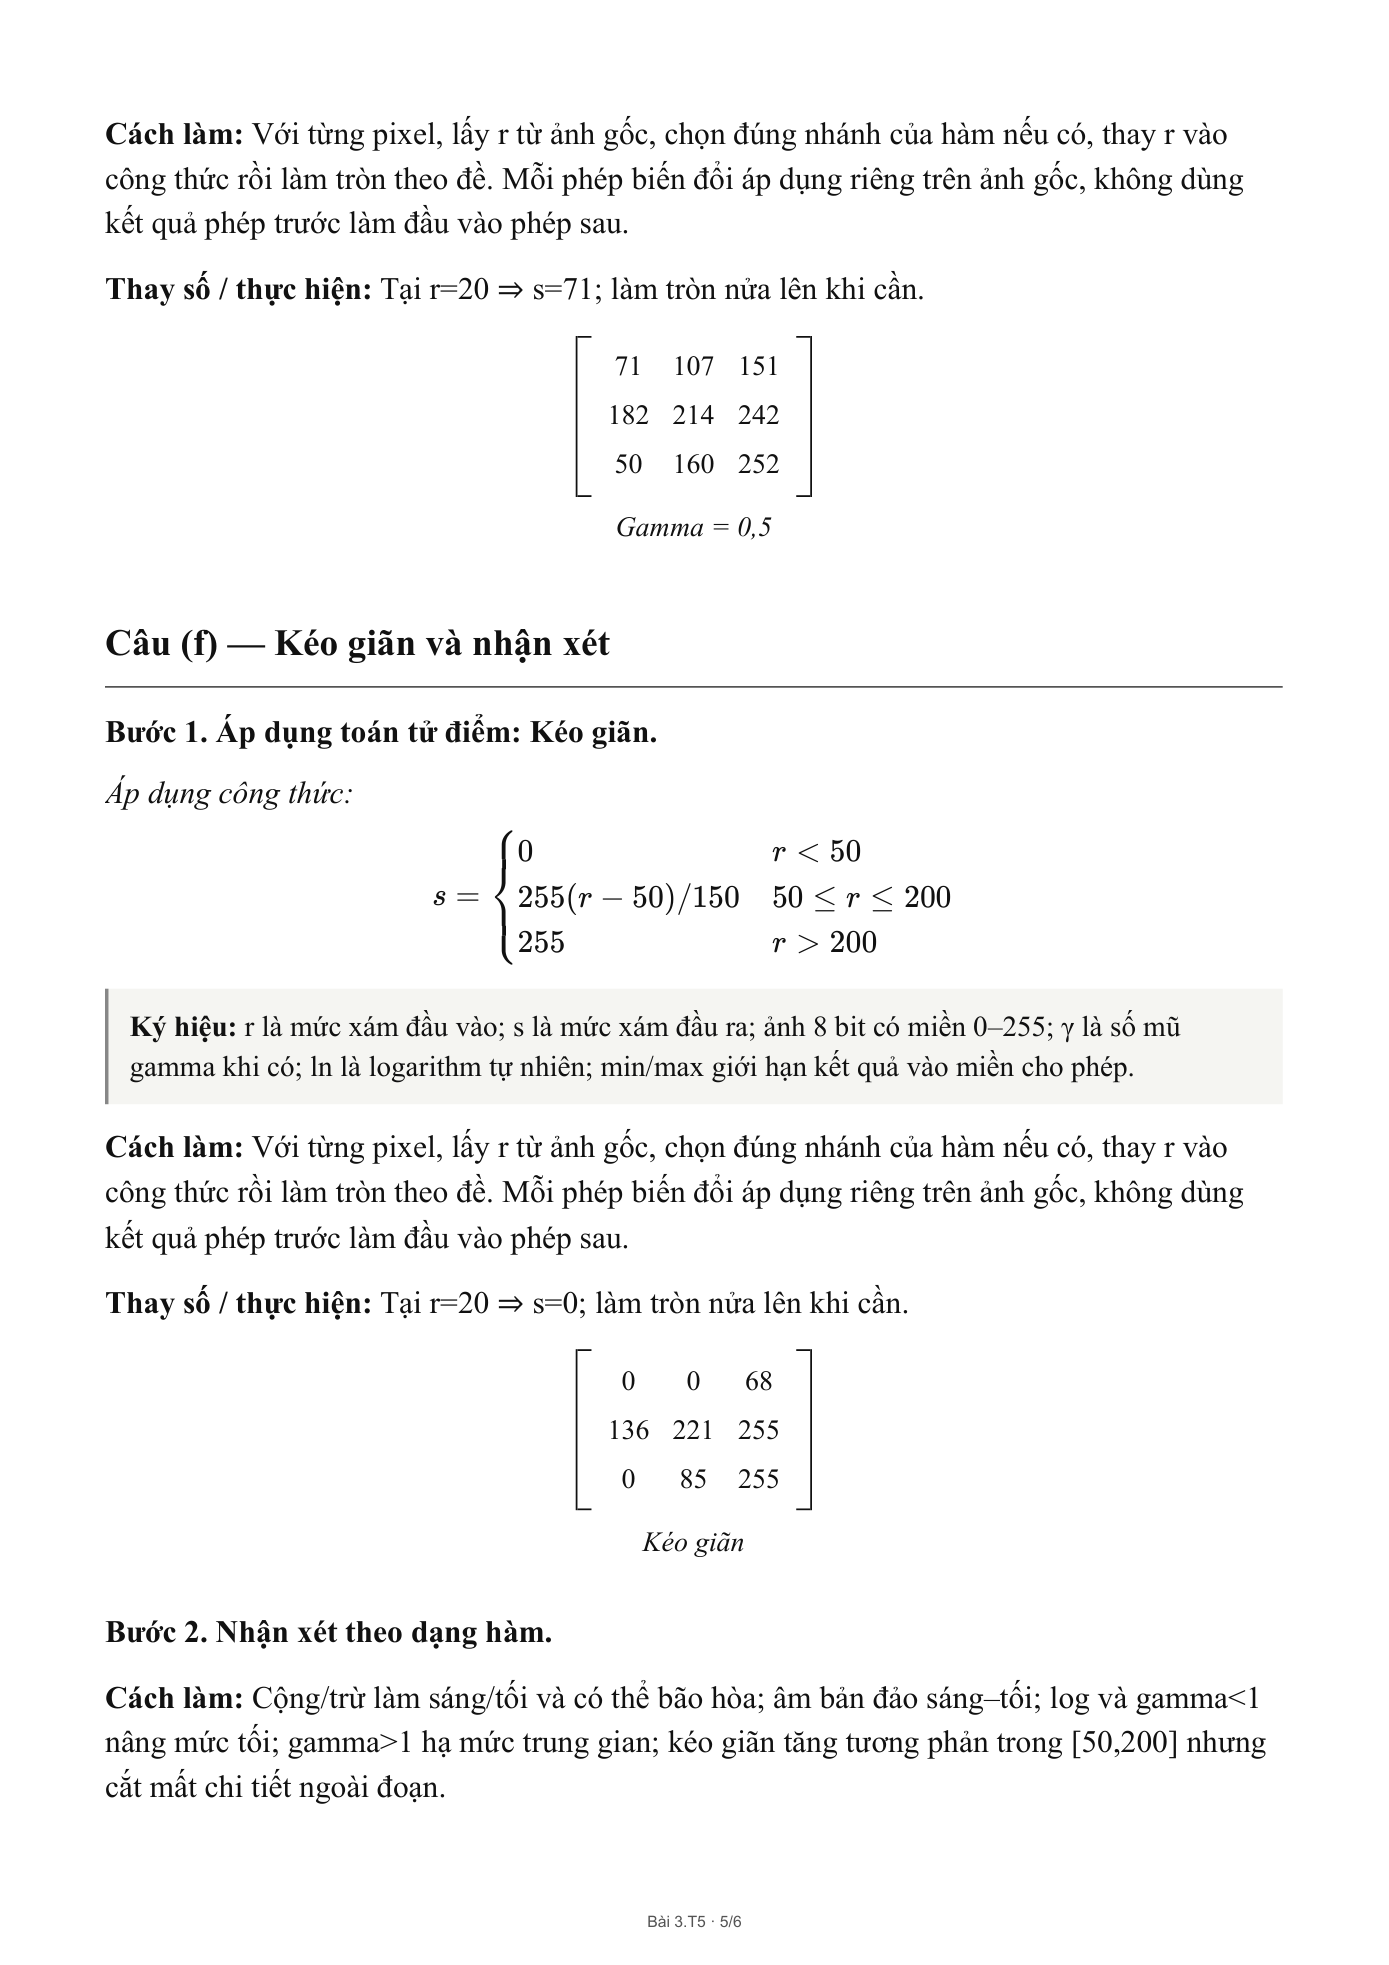 Cách làm: Với từng pixel, lấy r từ ảnh gốc, chọn đúng nhánh của hàm nếu có, thay r vào
công thức rồi làm tròn theo đề. Mỗi phép biến đổi áp dụng riêng trên ảnh gốc, không dùng
kết quả phép trước làm đầu vào phép sau.
Thay số / thực hiện: Tại r=20 ⇒ s=71; làm tròn nửa lên khi cần.
71 107 151
182 214 242
50 160 252
Gamma = 0,5
Câu (f) — Kéo giãn và nhận xét
Bước 1. Áp dụng toán tử điểm: Kéo giãn.
Áp dụng công thức:
s = { 0 r < 50
255(r − 50)/150 50 ≤ r ≤ 200
255 r > 200
Ký hiệu: r là mức xám đầu vào; s là mức xám đầu ra; ảnh 8 bit có miền 0–255; γ là số mũ
gamma khi có; ln là logarithm tự nhiên; min/max giới hạn kết quả vào miền cho phép.
Cách làm: Với từng pixel, lấy r từ ảnh gốc, chọn đúng nhánh của hàm nếu có, thay r vào
công thức rồi làm tròn theo đề. Mỗi phép biến đổi áp dụng riêng trên ảnh gốc, không dùng
kết quả phép trước làm đầu vào phép sau.
Thay số / thực hiện: Tại r=20 ⇒ s=0; làm tròn nửa lên khi cần.
0 0 68
136 221 255
0 85 255
Kéo giãn
Bước 2. Nhận xét theo dạng hàm.
Cách làm: Cộng/trừ làm sáng/tối và có thể bão hòa; âm bản đảo sáng–tối; log và gamma<1
nâng mức tối; gamma>1 hạ mức trung gian; kéo giãn tăng tương phản trong [50,200] nhưng
cắt mất chi tiết ngoài đoạn.
Bài 3.T5 · 5/6